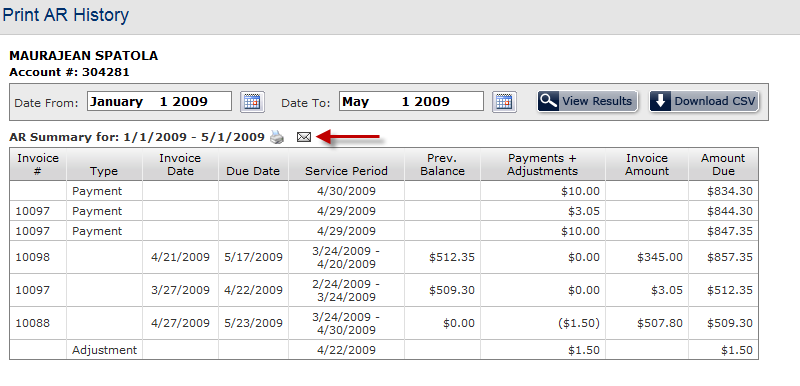 Print AR History
MAURAJEAN SPATOLA
Account #: 304281
Date From: January 1 2009 Date To: May 1 2009 View Results Download CSV
AR Summary for: 1/1/2009 - 5/1/2009
Invoice # Type Invoice Date Due Date Service Period Prev. Balance Payments + Adjustments Invoice Amount Amount Due
Payment 4/30/2009 $10.00 $834.30
10097 Payment 4/29/2009 $3.05 $844.30
10097 Payment 4/29/2009 $10.00 $847.35
10098 4/21/2009 5/17/2009 3/24/2009 - 4/20/2009 $512.35 $0.00 $345.00 $857.35
10097 3/27/2009 4/22/2009 2/24/2009 - 3/24/2009 $509.30 $0.00 $3.05 $512.35
10088 4/27/2009 5/23/2009 3/24/2009 - 4/30/2009 $0.00 ($1.50) $507.80 $509.30
Adjustment 4/22/2009 $1.50 $1.50